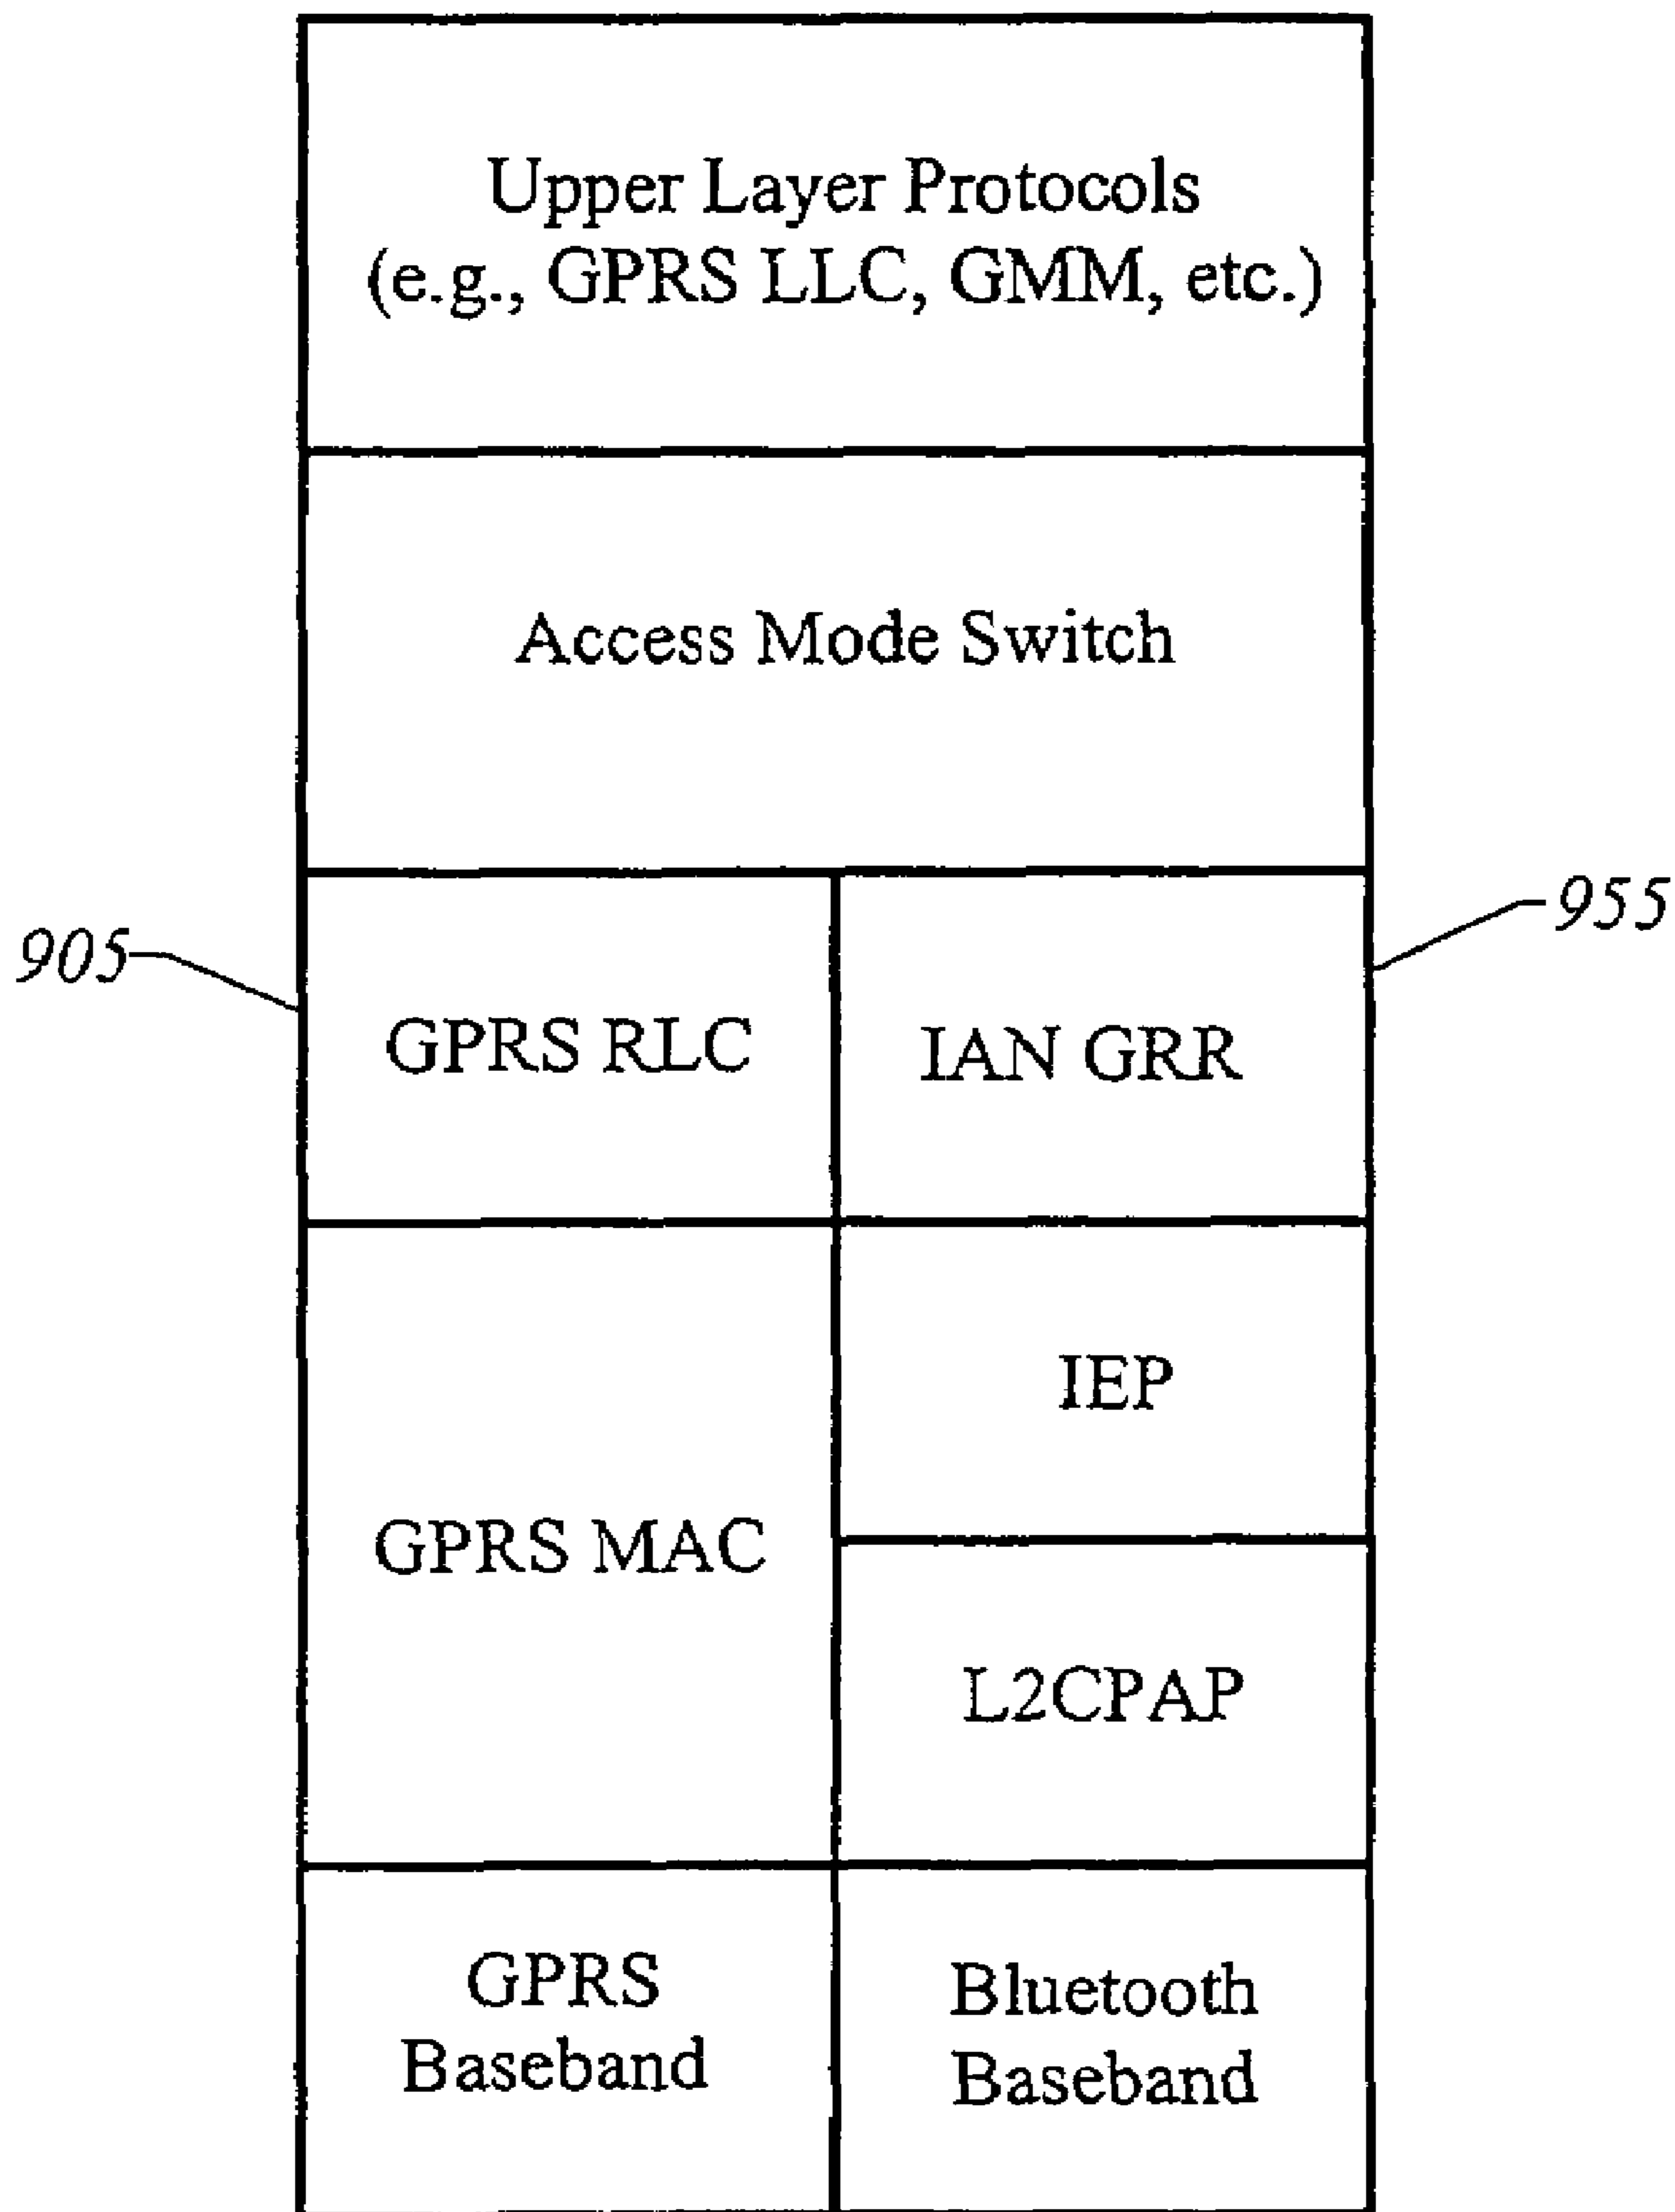 Upper Layer Protocols
(e.g., GPRS LLC, GMM, etc.)
Access Mode Switch
905
955
GPRS RLC
IAN GRR
IEP
GPRS MAC
L2CPAP
GPRS
Baseband
Bluetooth
Baseband